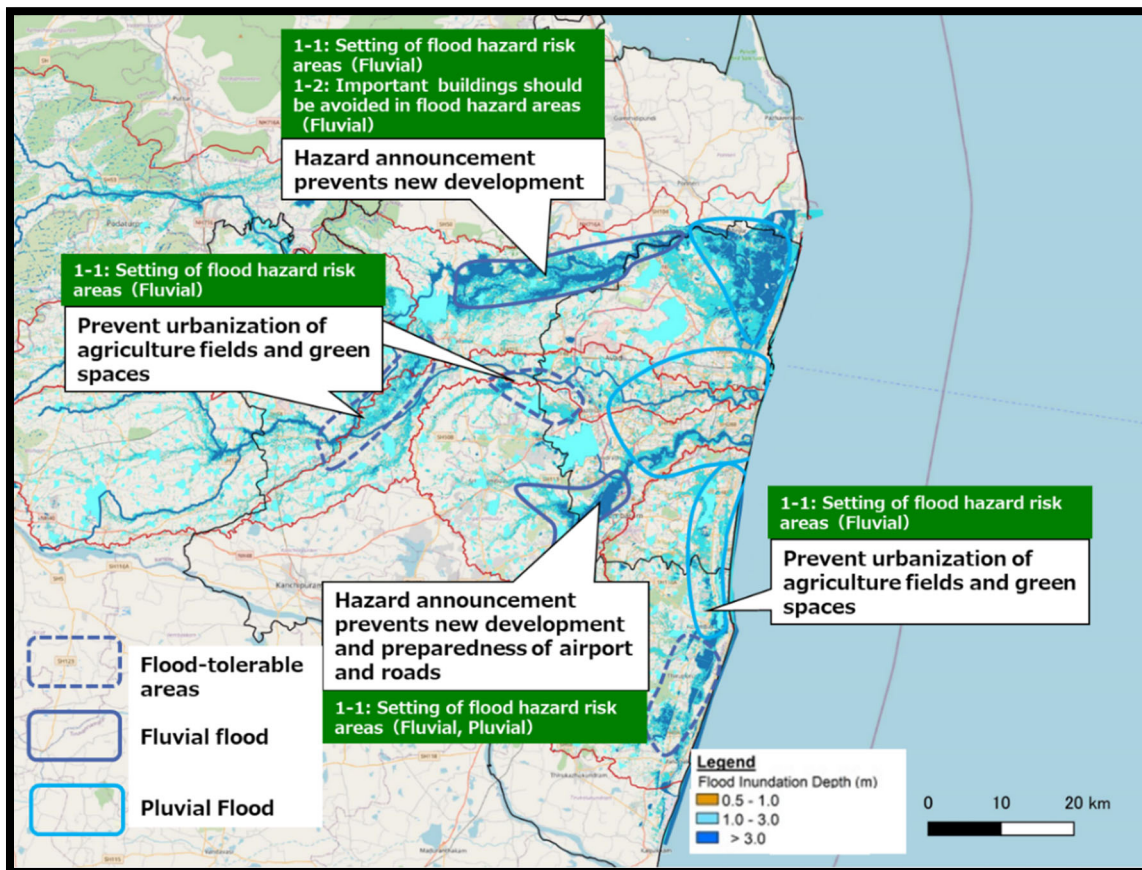 1-1: Setting of flood hazard risk
areas（Fluvial）
1-2: Important buildings should
be avoided in flood hazard areas
（Fluvial）
Hazard announcement
prevents new development
1-1: Setting of flood hazard risk
areas（Fluvial）
Prevent urbanization of
agriculture fields and green
spaces
1-1: Setting of flood hazard risk
areas（Fluvial）
Prevent urbanization of
agriculture fields and green
spaces
Hazard announcement
prevents new development
and preparedness of airport
and roads
1-1: Setting of flood hazard risk
areas（Fluvial, Pluvial）
Kanchipuram
Flood-tolerable
areas
Fluvial flood
Pluvial Flood
Legend
Flood Inundation Depth (m)
0.5 - 1.0
1.0 - 3.0
> 3.0
0 10 20 km